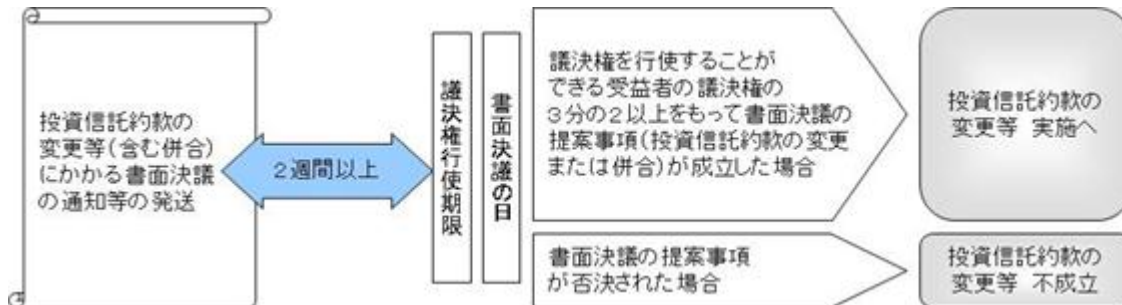 投資信託約款の
変更等(含む併合)
にかかる書面決議
の通知等の発送
2週間以上
議決権行使期限
書面決議の日
議決権を行使することが
できる受益者の議決権の
3分の2以上をもって書面決議の
提案事項(投資信託約款の変更
または併合)が成立した場合
投資信託約款の
変更等 実施へ
書面決議の提案事項
が否決された場合
投資信託約款の
変更等 不成立